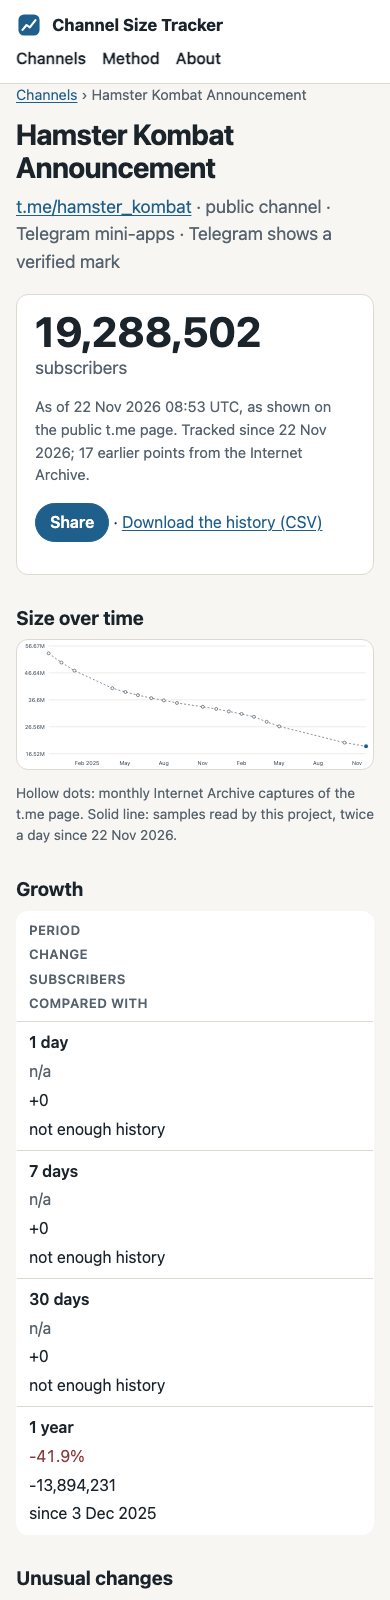 Channel Size Tracker
Channels Method About
Channels › Hamster Kombat Announcement
Hamster Kombat
Announcement
t.me/hamster_kombat · public channel ·
Telegram mini-apps · Telegram shows a
verified mark
19,288,502
subscribers
As of 22 Nov 2026 08:53 UTC, as shown on
the public t.me page. Tracked since 22 Nov
2026; 17 earlier points from the Internet
Archive.
Share · Download the history (CSV)
Size over time
56.67M
46.64M
36.6M
26.56M
16.52M
Feb 2025 May Aug Nov Feb May Aug Nov
Hollow dots: monthly Internet Archive captures of the
t.me page. Solid line: samples read by this project, twice
a day since 22 Nov 2026.
Growth
PERIOD
CHANGE
SUBSCRIBERS
COMPARED WITH
1 day
n/a
+0
not enough history
7 days
n/a
+0
not enough history
30 days
n/a
+0
not enough history
1 year
-41.9%
-13,894,231
since 3 Dec 2025
Unusual changes